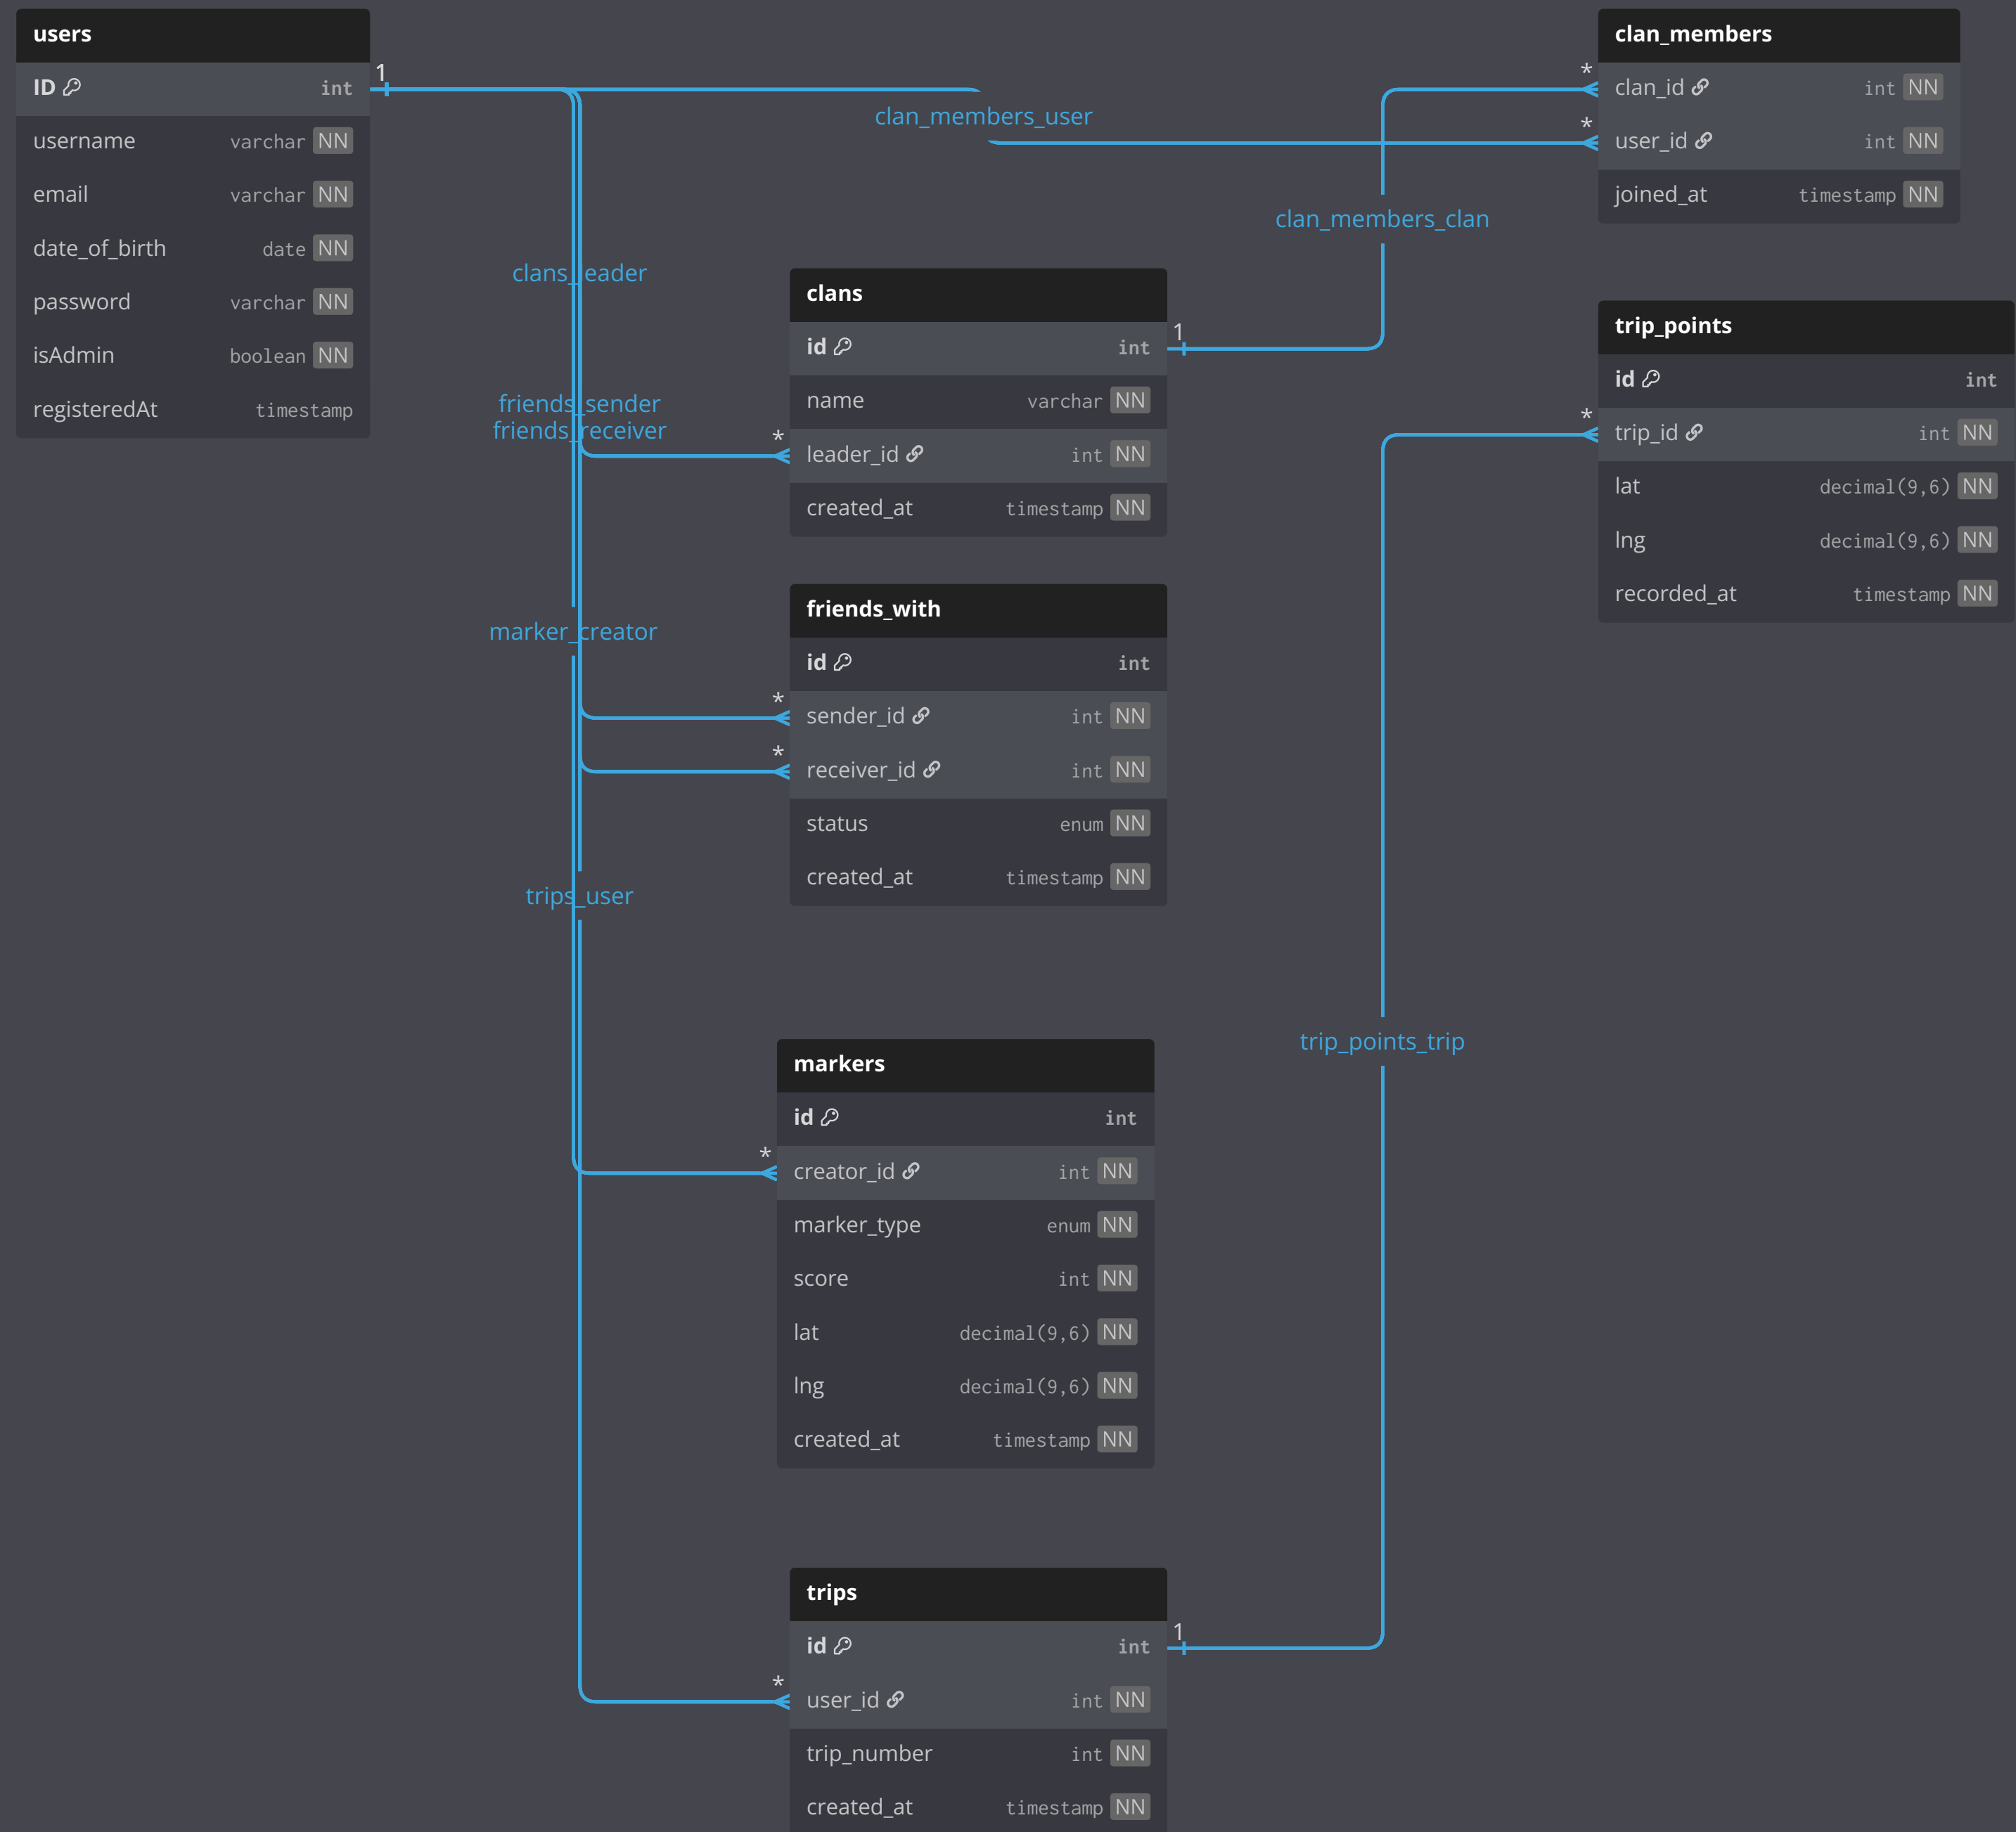 users
1
ID int
username varchar NN
email varchar NN
date_of_birth date NN
password varchar NN
isAdmin boolean NN
registeredAt timestamp
clan_members_user
clans_leader
friends_sender
friends_receiver
marker_creator
trips_user
clans
id int
1
name varchar NN
*
leader_id int NN
created_at timestamp NN
friends_with
id int
*
sender_id int NN
*
receiver_id int NN
status enum NN
created_at timestamp NN
markers
id int
*
creator_id int NN
marker_type enum NN
score int NN
lat decimal(9,6) NN
lng decimal(9,6) NN
created_at timestamp NN
trips
id int
1
*
user_id int NN
trip_number int NN
created_at timestamp NN
clan_members_clan
trip_points_trip
clan_members
*
clan_id int NN
*
user_id int NN
joined_at timestamp NN
trip_points
id int
*
trip_id int NN
lat decimal(9,6) NN
lng decimal(9,6) NN
recorded_at timestamp NN